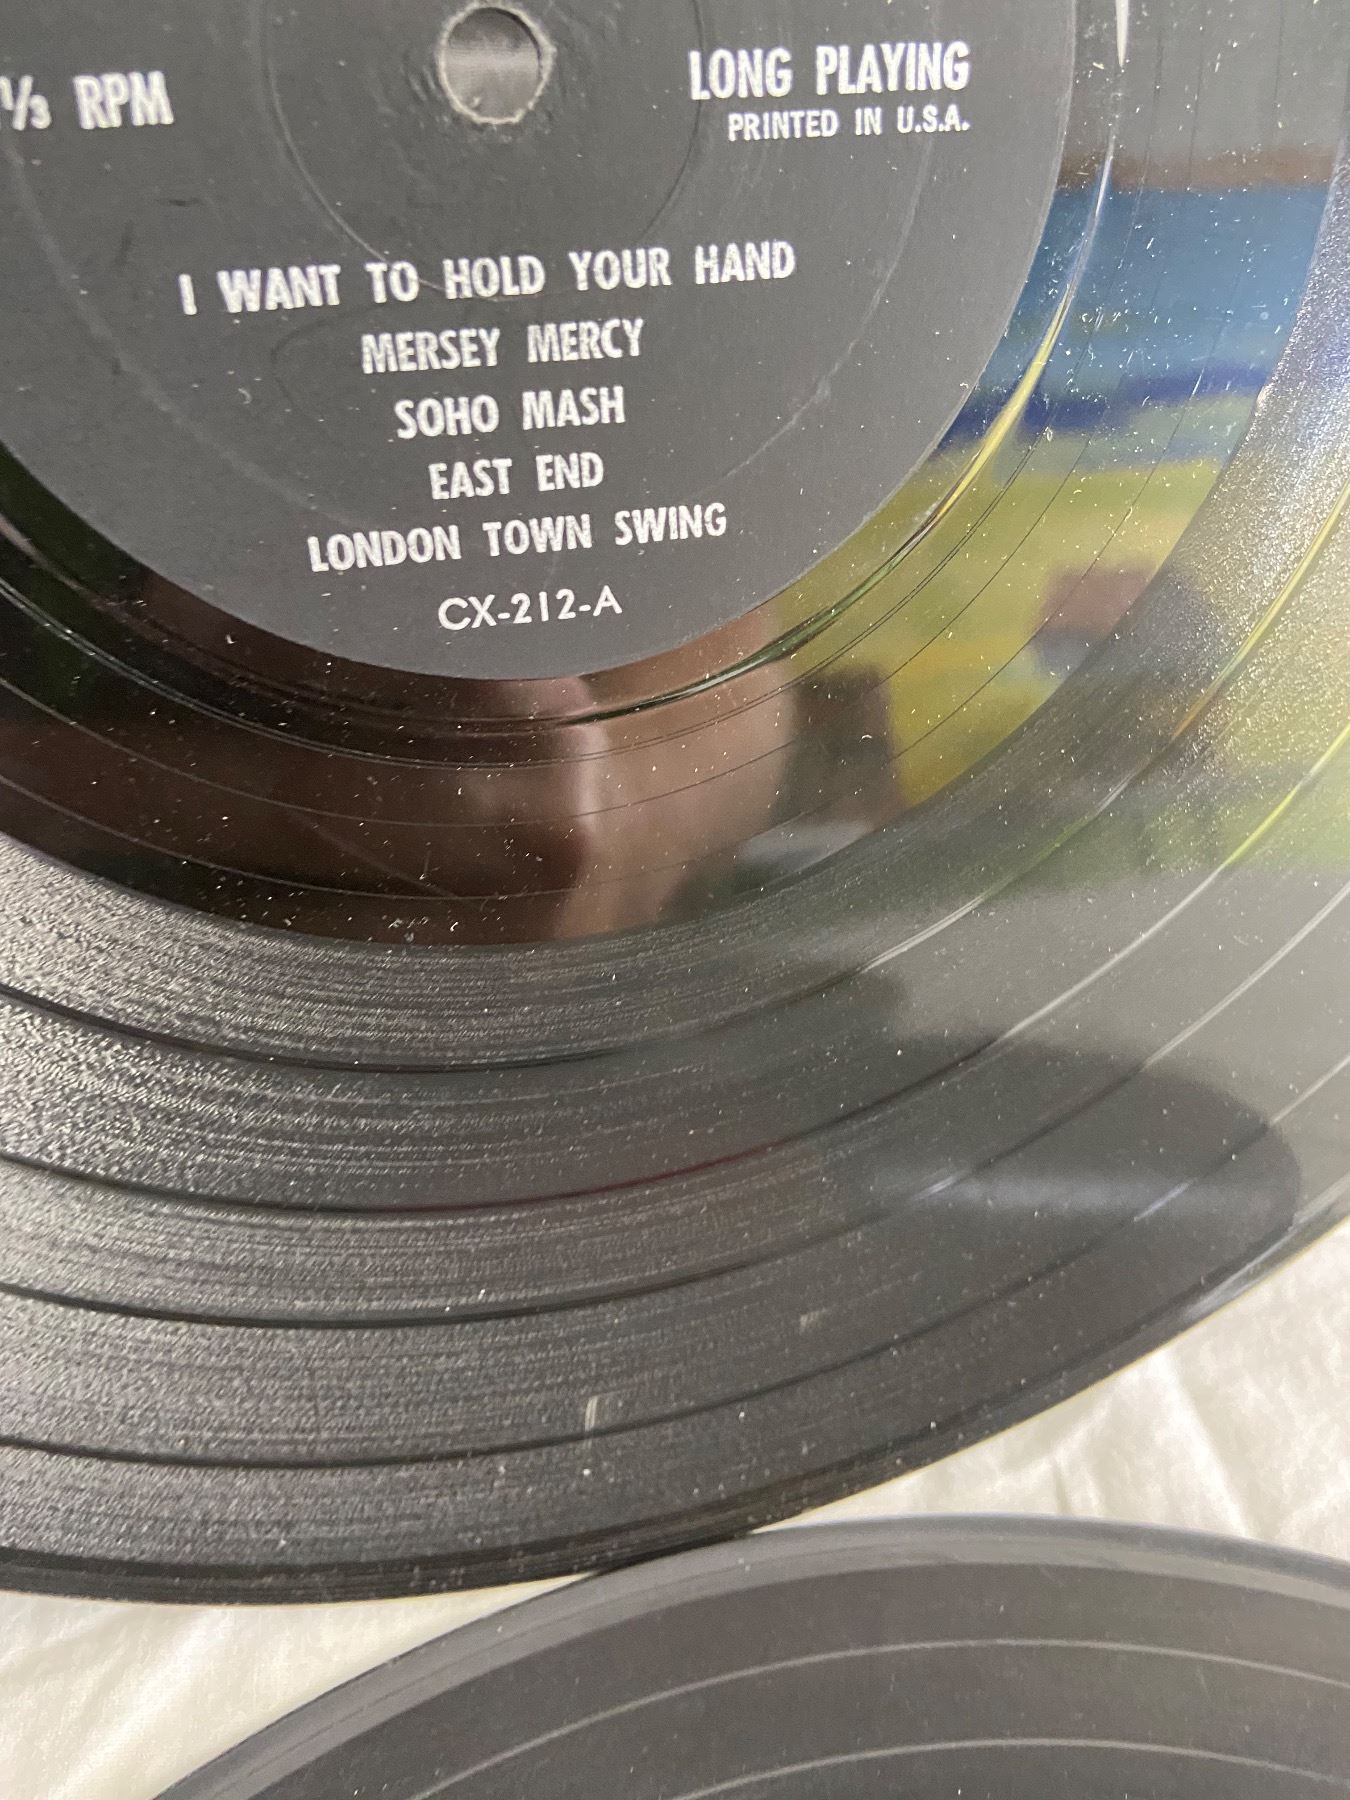 1/3 RPM
LONG PLAYING
PRINTED IN U.S.A.
I WANT TO HOLD YOUR HAND
MERSEY MERCY
SOHO MASH
EAST END
LONDON TOWN SWING
CX-212-A